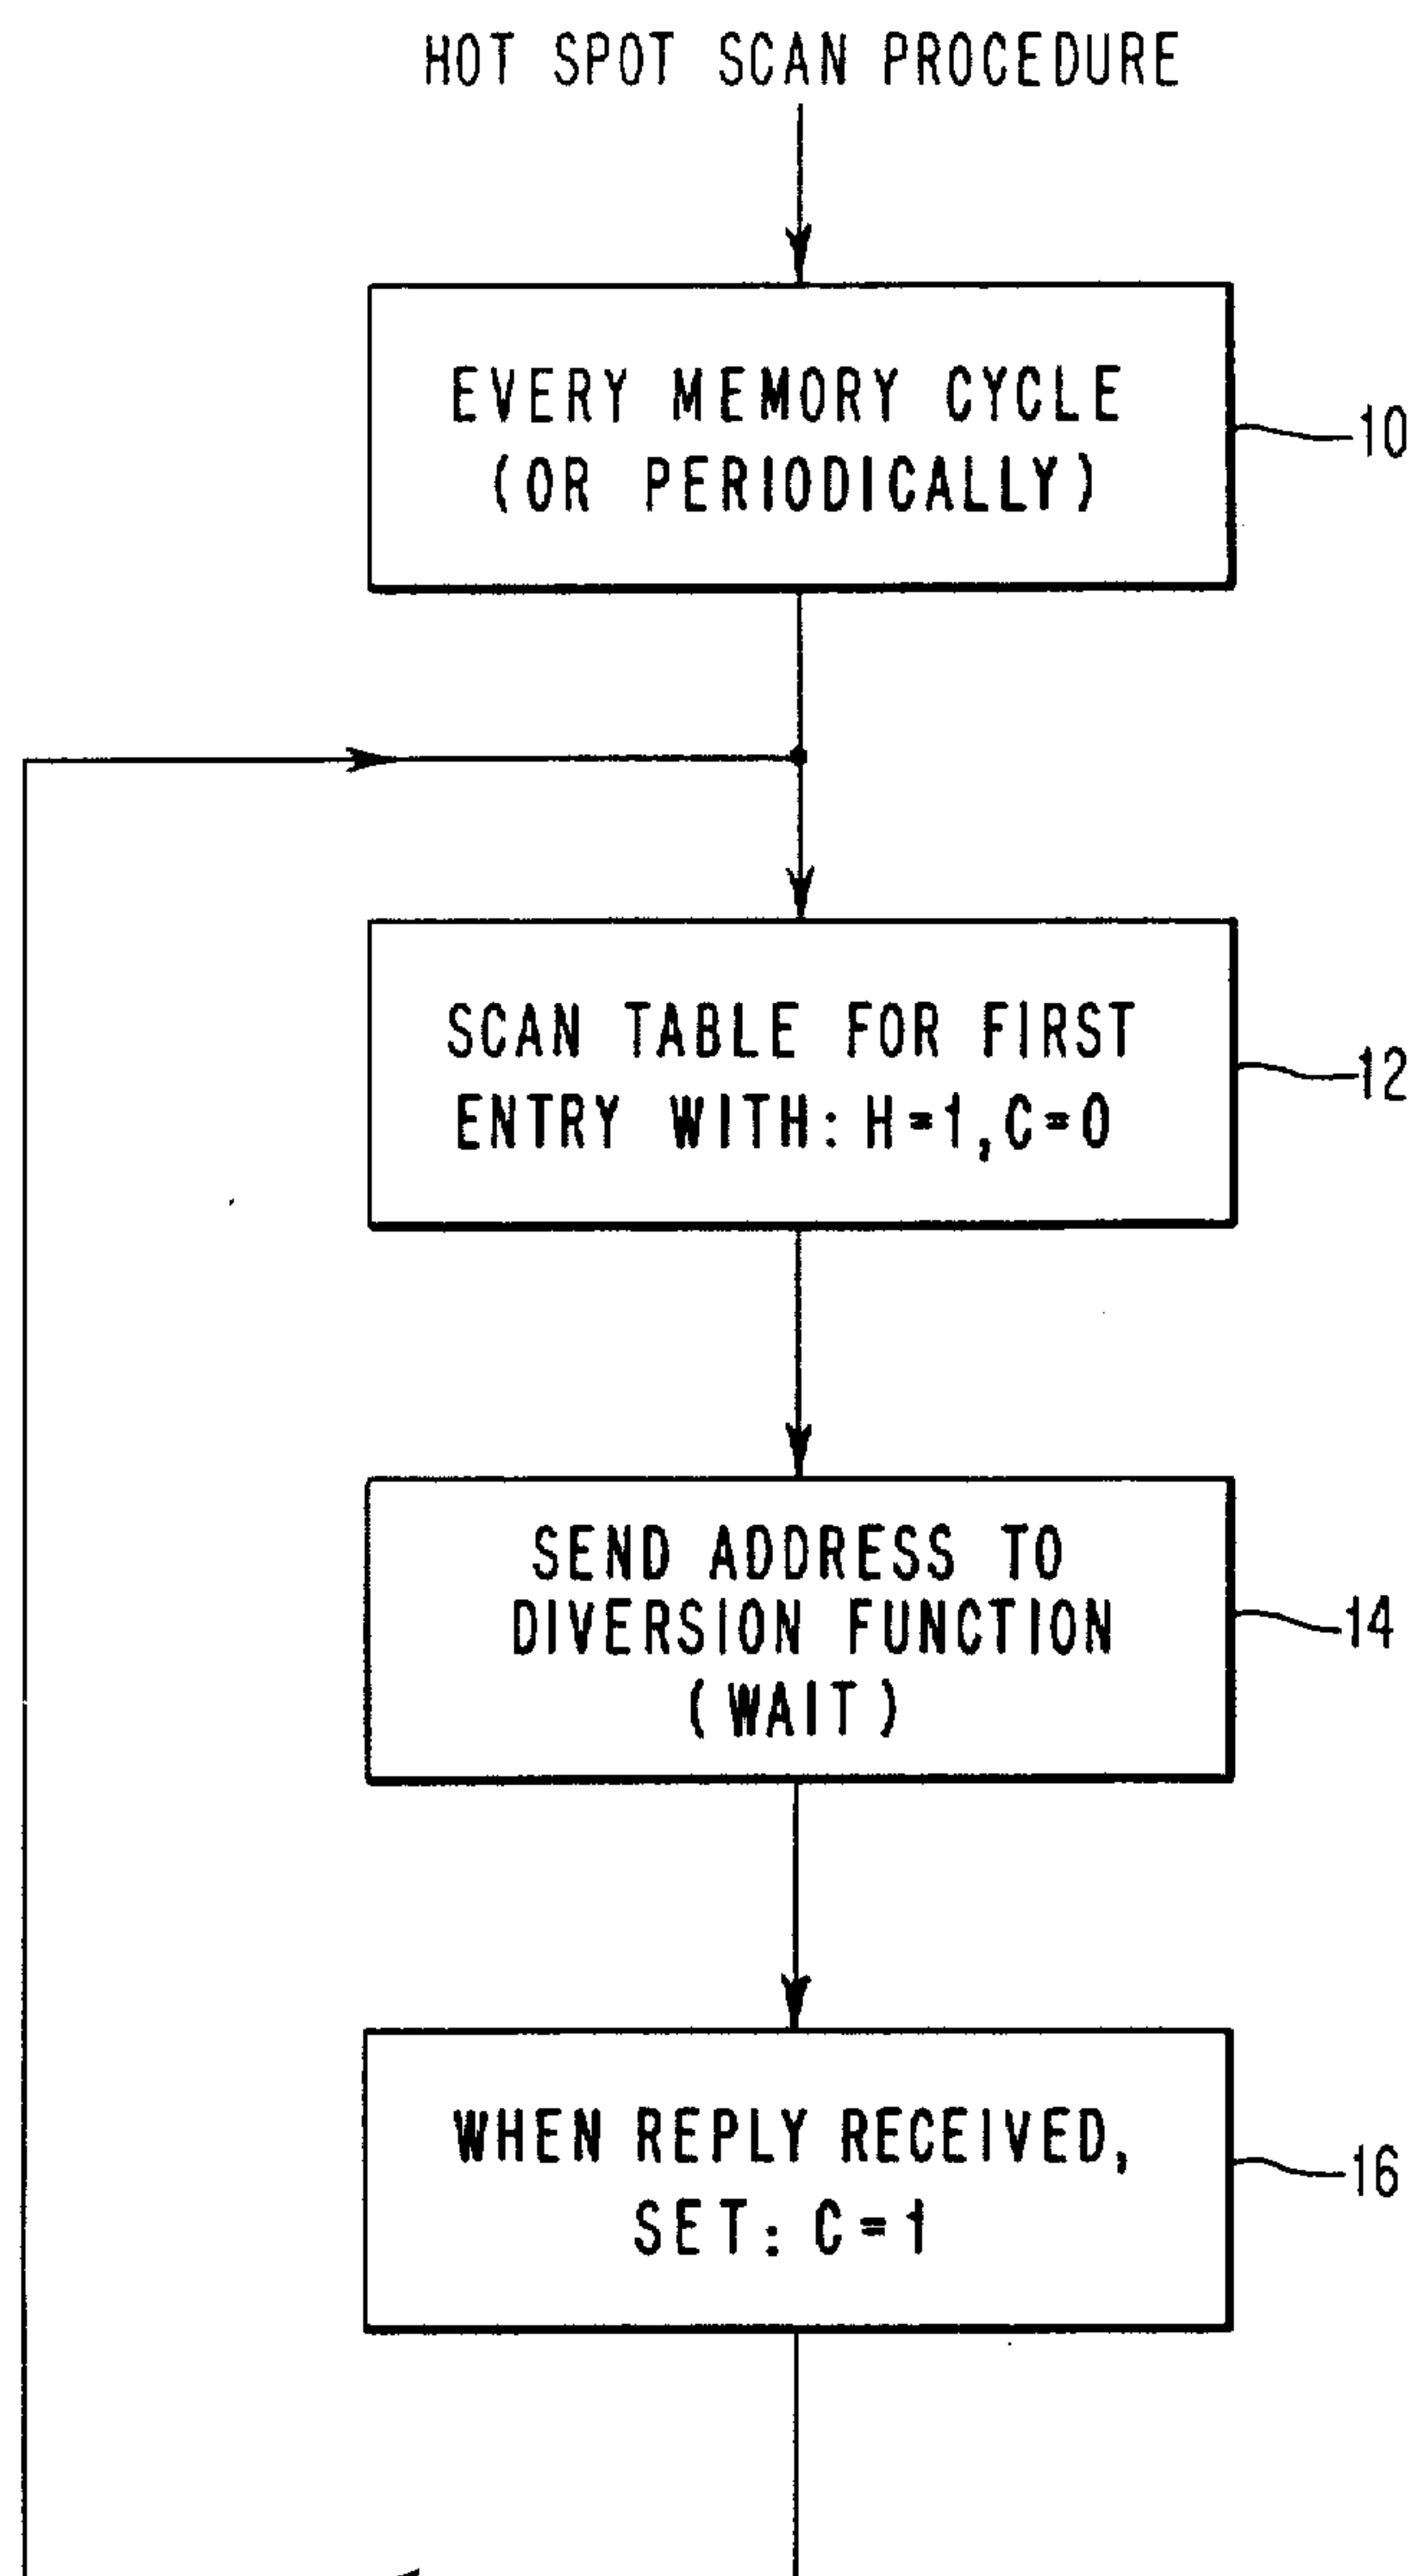 HOT SPOT SCAN PROCEDURE
EVERY MEMORY CYCLE
(OR PERIODICALLY)
10
SCAN TABLE FOR FIRST
ENTRY WITH: H=1,C=0
12
SEND ADDRESS TO
DIVERSION FUNCTION
(WAIT)
14
WHEN REPLY RECEIVED,
SET: C=1
16